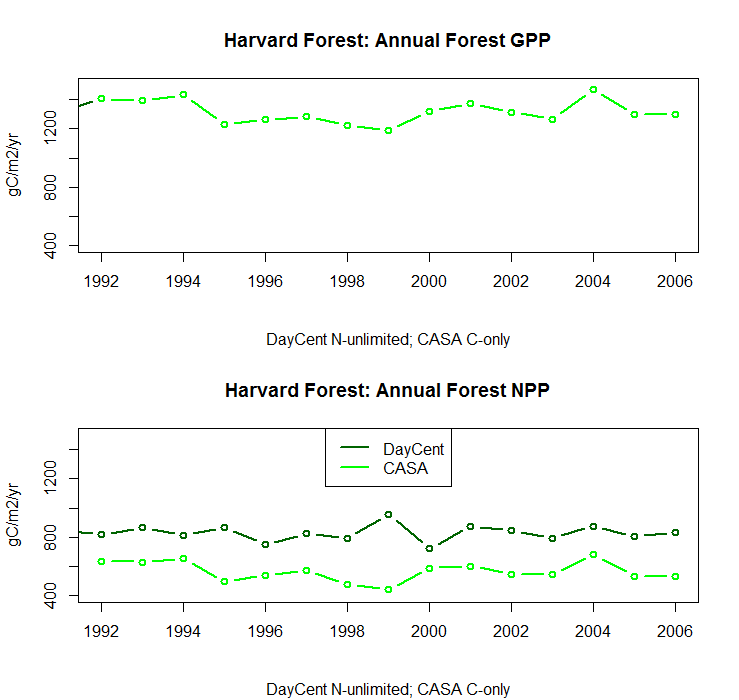 Harvard Forest: Annual Forest GPP
gC/m2/yr
1200
800
400
1992 1994 1996 1998 2000 2002 2004 2006
DayCent N-unlimited; CASA C-only
Harvard Forest: Annual Forest NPP
gC/m2/yr
1200
800
400
DayCent
CASA
1992 1994 1996 1998 2000 2002 2004 2006
DayCent N-unlimited; CASA C-only